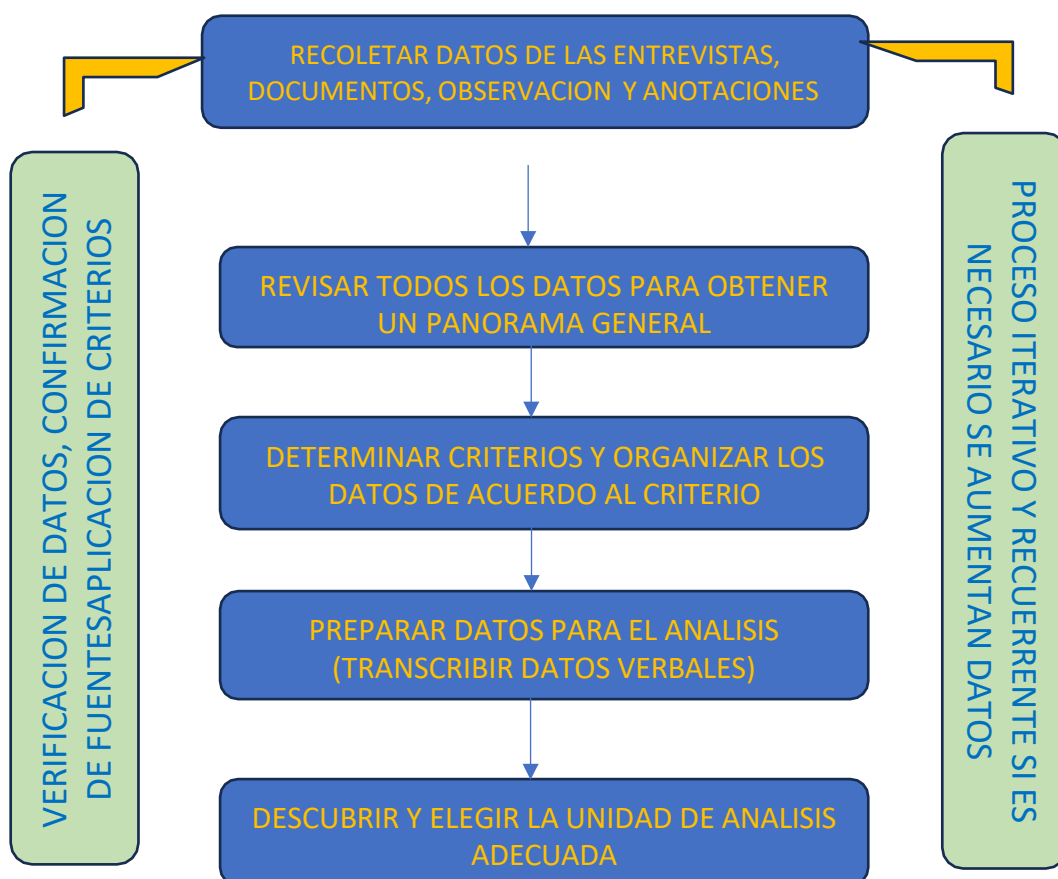 RECOLETAR DATOS DE LAS ENTREVISTAS,
DOCUMENTOS, OBSERVACION Y ANOTACIONES
VERIFICACION DE DATOS, CONFIRMACION
DE FUENTESAPLICACION DE CRITERIOS
REVISAR TODOS LOS DATOS PARA OBTENER
UN PANORAMA GENERAL
DETERMINAR CRITERIOS Y ORGANIZAR LOS
DATOS DE ACUERDO AL CRITERIO
PREPARAR DATOS PARA EL ANALISIS
(TRANSCRIBIR DATOS VERBALES)
DESCUBRIR Y ELEGIR LA UNIDAD DE ANALISIS
ADECUADA
PROCESO ITERATIVO Y RECUERRENTE SI ES
NECESARIO SE AUMENTAN DATOS